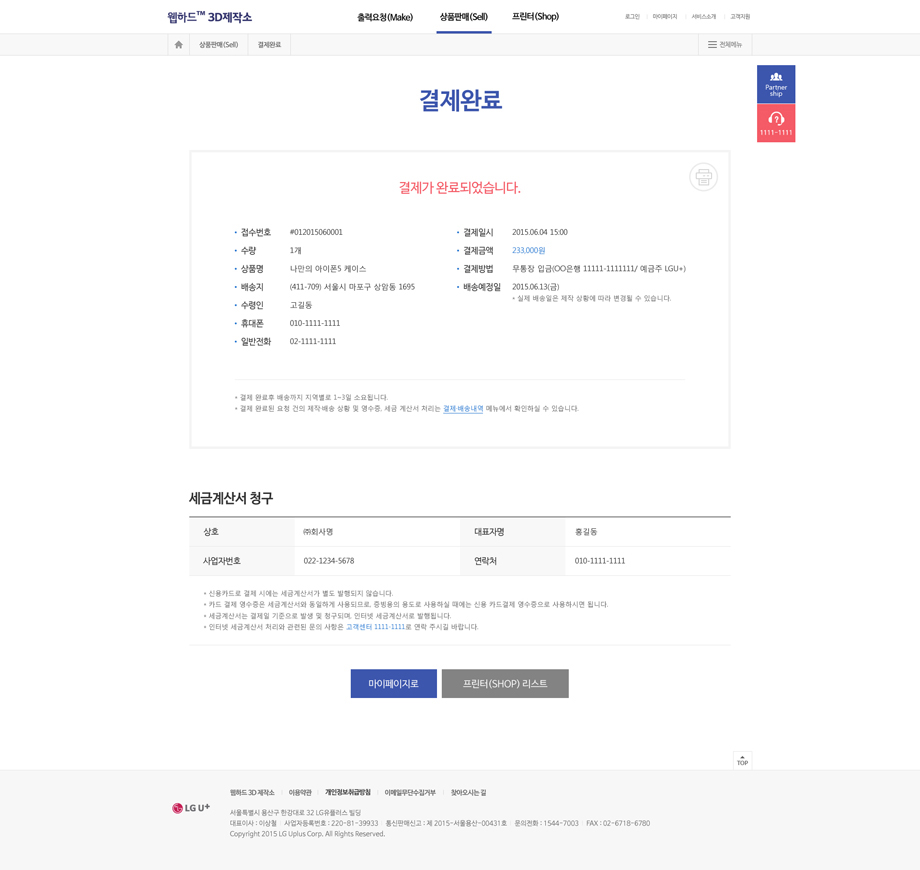 웹하드™ 3D제작소
출력요청(Make) 상품판매(Sell) 프린터(Shop)
로그인 마이페이지 서비스소개 고객지원
상품판매(Sell) 결제완료 전체메뉴
Partner
ship
1111-1111
결제완료
결제가 완료되었습니다.
접수번호 #012015060001
수량 1개
상품명 나만의 아이폰5 케이스
배송지 (411-709) 서울시 마포구 상암동 1695
수령인 고길동
휴대폰 010-1111-1111
일반전화 02-1111-1111
결제일시 2015.06.04 15:00
결제금액 233,000원
결제방법 무통장 입금(OO은행 11111-1111111/ 예금주 LGU+)
배송예정일 2015.06.13(금)
* 실제 배송일은 제작 상황에 따라 변경될 수 있습니다.
* 결제 완료후 배송까지 지역별로 1~3일 소요됩니다.
* 결제 완료된 요청 건의 제작·배송 상황 및 영수증, 세금 계산서 처리는 결제·배송내역 메뉴에서 확인하실 수 있습니다.
세금계산서 청구
상호 ㈜회사명 대표자명 홍길동
사업자번호 022-1234-5678 연락처 010-1111-1111
* 신용카드로 결제 시에는 세금계산서가 별도 발행되지 않습니다.
* 카드 결제 영수증은 세금계산서와 동일하게 사용되므로, 증빙용의 용도로 사용하실 때에는 신용 카드결제 영수증으로 사용하시면 됩니다.
* 세금계산서는 결제일 기준으로 발생 및 청구되며, 인터넷 세금계산서로 발행됩니다.
* 인터넷 세금계산서 처리와 관련된 문의 사항은 고객센터 1111-1111로 연락 주시길 바랍니다.
마이페이지로 프린터(SHOP) 리스트
TOP
LG U+
웹하드 3D 제작소 이용약관 개인정보취급방침 이메일무단수집거부 찾아오시는 길
서울특별시 용산구 한강대로 32 LG유플러스 빌딩
대표이사 : 이상철 사업자등록번호 : 220-81-39933 통신판매신고 : 제 2015-서울용산-00431호 문의전화 : 1544-7003 FAX : 02-6718-6780
Copyright 2015 LG Uplus Corp. All Rights Reserved.